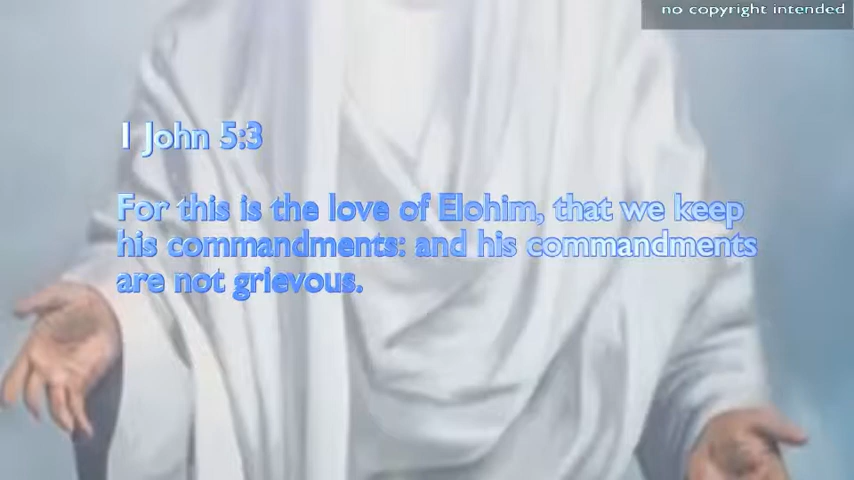 no copyright intended
1 John 5:3
For this is the love of Elohim, that we keep
his commandments: and his commandments
are not grievous.